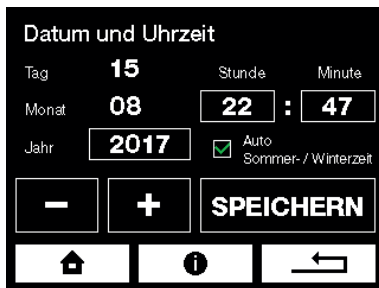 Datum und Uhrzeit
Tag 15 Stunde Minute
Monat 08 22 : 47
Jahr 2017 Auto
Sommer- / Winterzeit
− + SPEICHERN